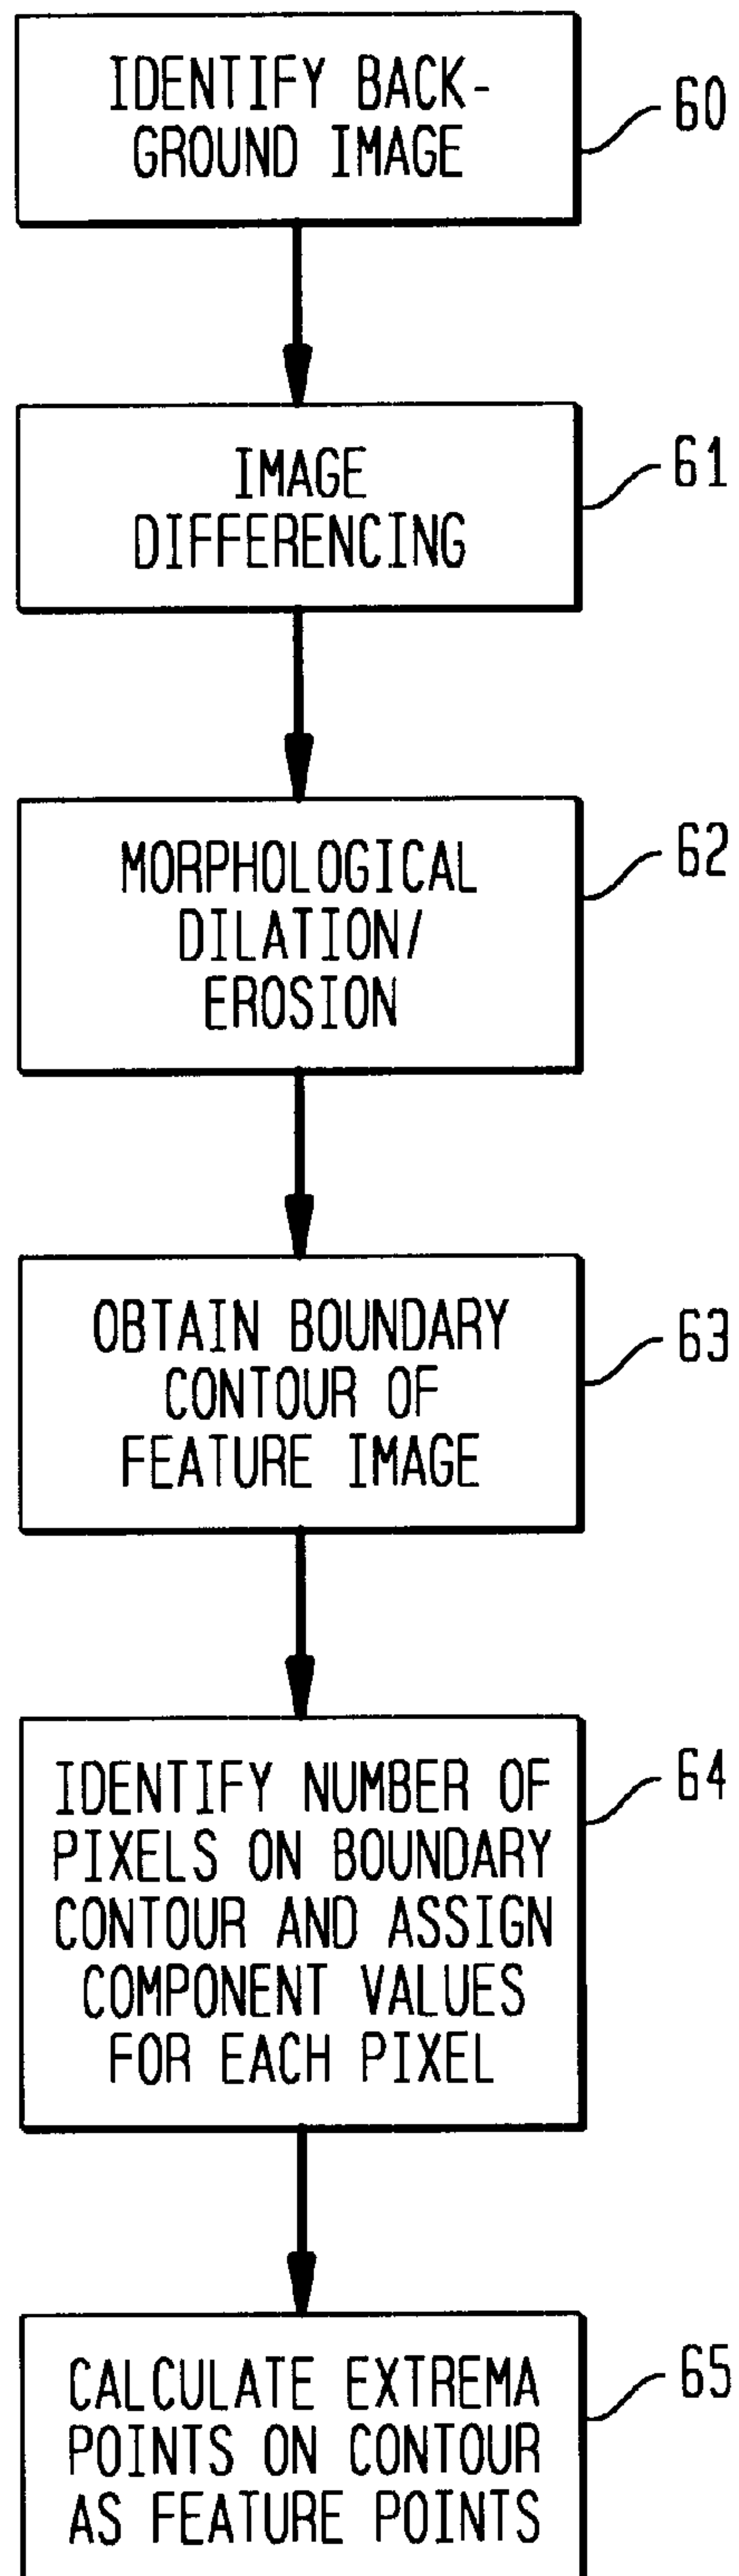 IDENTIFY BACK-
GROUND IMAGE
60
IMAGE
DIFFERENCING
61
MORPHOLOGICAL
DILATION/
EROSION
62
OBTAIN BOUNDARY
CONTOUR OF
FEATURE IMAGE
63
IDENTIFY NUMBER OF
PIXELS ON BOUNDARY
CONTOUR AND ASSIGN
COMPONENT VALUES
FOR EACH PIXEL
64
CALCULATE EXTREMA
POINTS ON CONTOUR
AS FEATURE POINTS
65